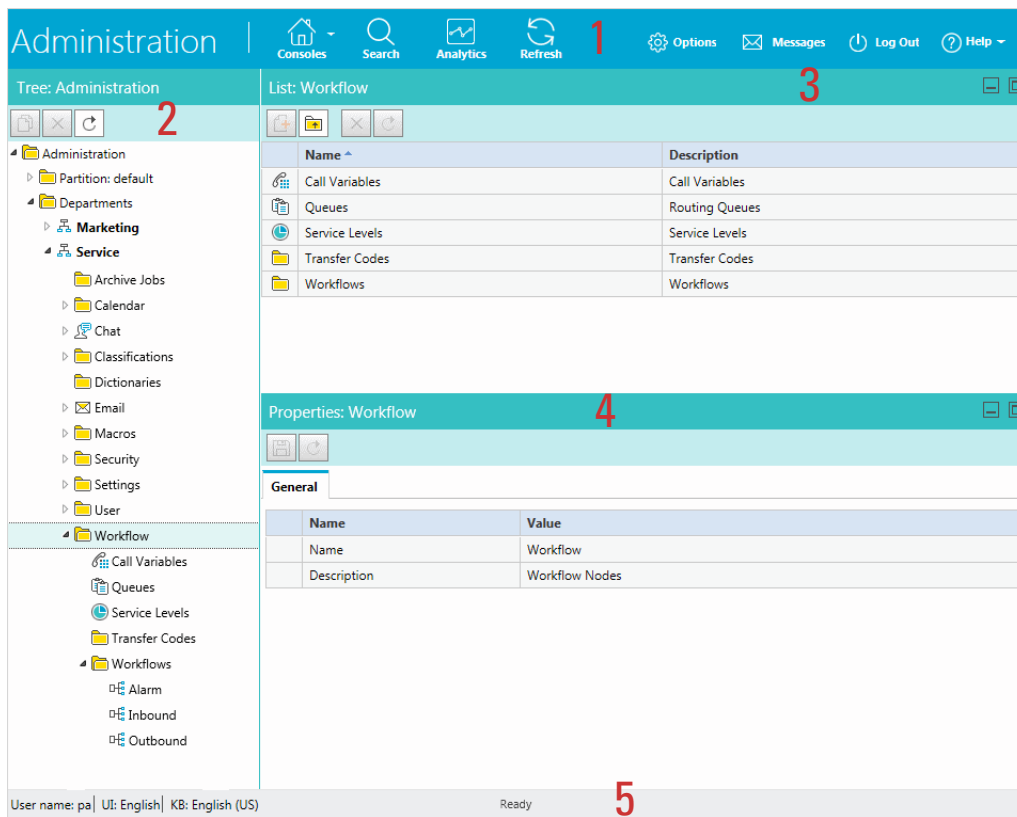 Administration
Consoles Search Analytics Refresh 1 Options Messages Log Out ? Help
Tree: Administration
2
Administration
Partition: default
Departments
Marketing
Service
Archive Jobs
Calendar
Chat
Classifications
Dictionaries
Email
Macros
Security
Settings
User
Workflow
Call Variables
Queues
Service Levels
Transfer Codes
Workflows
Alarm
Inbound
Outbound
List: Workflow 3
Name Description
Call Variables Call Variables
Queues Routing Queues
Service Levels Service Levels
Transfer Codes Transfer Codes
Workflows Workflows
Properties: Workflow 4
General
Name Value
Name Workflow
Description Workflow Nodes
User name: pa UI: English KB: English (US) Ready 5